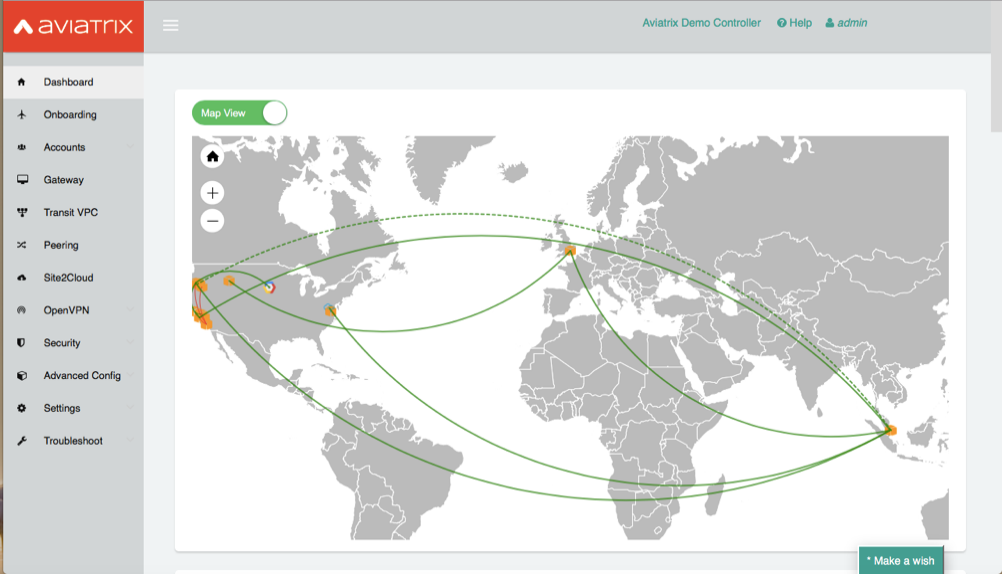 aviatrix
Aviatrix Demo Controller Help admin
Dashboard
Onboarding
Accounts
Gateway
Transit VPC
Peering
Site2Cloud
OpenVPN
Security
Advanced Config
Settings
Troubleshoot
Map View
* Make a wish